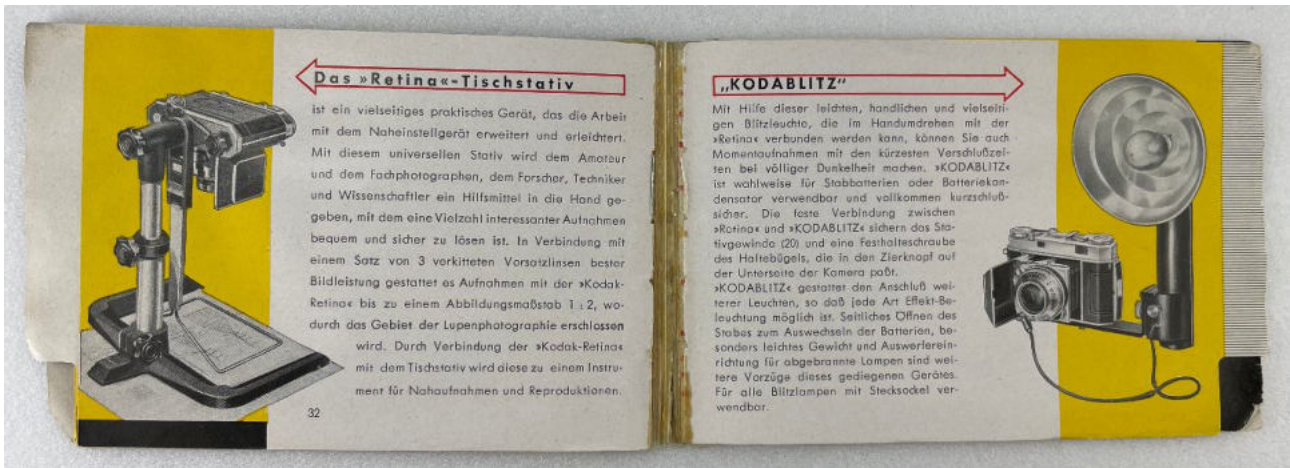 Das »Retina«-Tischstativ
ist ein vielseitiges praktisches Gerät, das die Arbeit
mit dem Naheinstellgerät erweitert und erleichtert.
Mit diesem universellen Stativ wird dem Amateur
und dem Fachphotographen, dem Forscher, Techniker
und Wissenschaftler ein Hilfsmittel in die Hand ge-
geben, mit dem eine Vielzahl interessanter Aufnahmen
bequem und sicher zu lösen ist. In Verbindung mit
einem Satz von 3 verkitteten Vorsatzlinsen bester
Bildleistung gestattet es Aufnahmen mit der »Kodak-
Retina« bis zu einem Abbildungsmaßstab 1:2, wo-
durch das Gebiet der Lupenphotographie erschlossen
wird. Durch Verbindung der »Kodak-Retina«
mit dem Tischstativ wird diese zu einem Instru-
ment für Nahaufnahmen und Reproduktionen.
32
„KODABLITZ"
Mit Hilfe dieser leichten, handlichen und vielseiti-
gen Blitzleuchte, die im Handumdrehen mit der
»Retina« verbunden werden kann, können Sie auch
Momentaufnahmen mit den kürzesten Verschlußzei-
ten bei völliger Dunkelheit machen. »KODABLITZ«
ist wahlweise für Stabbatterien oder Batteriekon-
densator verwendbar und vollkommen kurzschluß-
sicher. Die feste Verbindung zwischen
»Retina« und »KODABLITZ« sichern das Sta-
tivgewinde (20) und eine Festhalteschraube
des Haltebügels, die in den Zierknopf auf
der Unterseite der Kamera paßt.
»KODABLITZ« gestattet den Anschluß wei-
terer Leuchten, so daß jede Art Effekt-Be-
leuchtung möglich ist. Seitliches Öffnen des
Stabes zum Auswechseln der Batterien, be-
sonders leichtes Gewicht und Auswerferein-
richtung für abgebrannte Lampen sind wei-
tere Vorzüge dieses gediegenen Gerätes.
Für alle Blitzlampen mit Stecksockel ver-
wendbar.